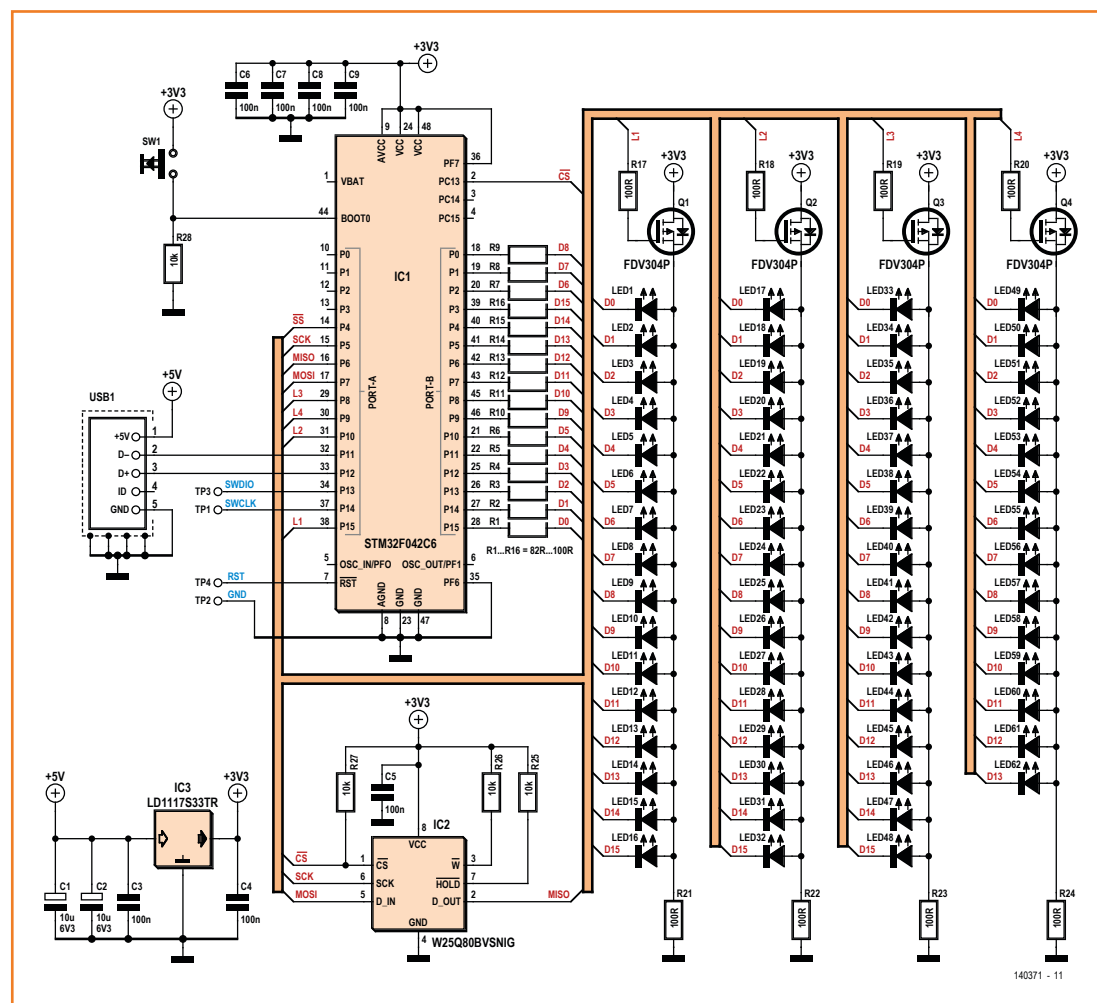 +3V3
C6
C7
C8
C9
100n
100n
100n
100n
+3V3
SW1
R28
10k
9
24
48
AVCC
VCC
VCC
1
VBAT
44
BOOT0
PF7
36
PC13
2
CS
PC14
3
PC15
4
IC1
10
P0
11
P1
12
P2
13
P3
SS
14
P4
SCK
15
P5
MISO
16
P6
MOSI
17
P7
L3
29
P8
L4
30
P9
L2
31
P10
32
P11
33
P12
SWDIO
34
P13
SWCLK
37
P14
L1
38
P15
PORT-A
PORT-B
P0
18
R9
D8
P1
19
R8
D7
P2
20
R7
D6
P3
39
R16
D15
P4
40
R15
D14
P5
41
R14
D13
P6
42
R13
D12
P7
43
R12
D11
P8
45
R11
D10
P9
46
R10
D9
P10
21
R6
D5
P11
22
R5
D4
P12
25
R4
D3
P13
26
R3
D2
P14
27
R2
D1
P15
28
R1
D0
STM32F042C6
R1...R16 = 82R...100R
5
OSC_IN/PFO
OSC_OUT/PF1
6
7
RST
PF6
35
AGND
GND
GND
8
23
47
TP3
TP1
TP4
RST
TP2
GND
+5V
USB1
+5V
1
D–
2
D+
3
ID
4
GND
5
L1
R17
100R
+3V3
Q1
FDV304P
LED1
D0
LED2
D1
LED3
D2
LED4
D3
LED5
D4
LED6
D5
LED7
D6
LED8
D7
LED9
D8
LED10
D9
LED11
D10
LED12
D11
LED13
D12
LED14
D13
LED15
D14
LED16
D15
R21
100R
L2
R18
100R
+3V3
Q2
FDV304P
LED17
D0
LED18
D1
LED19
D2
LED20
D3
LED21
D4
LED22
D5
LED23
D6
LED24
D7
LED25
D8
LED26
D9
LED27
D10
LED28
D11
LED29
D12
LED30
D13
LED31
D14
LED32
D15
R22
100R
L3
R19
100R
+3V3
Q3
FDV304P
LED33
D0
LED34
D1
LED35
D2
LED36
D3
LED37
D4
LED38
D5
LED39
D6
LED40
D7
LED41
D8
LED42
D9
LED43
D10
LED44
D11
LED45
D12
LED46
D13
LED47
D14
LED48
D15
R23
100R
L4
R20
100R
+3V3
Q4
FDV304P
LED49
D0
LED50
D1
LED51
D2
LED52
D3
LED53
D4
LED54
D5
LED55
D6
LED56
D7
LED57
D8
LED58
D9
LED59
D10
LED60
D11
LED61
D12
LED62
D13
R24
100R
+5V
IC3
LD1117S33TR
+3V3
C1
10u
6V3
C2
10u
6V3
C3
100n
C4
100n
+3V3
R27
10k
C5
100n
R26
10k
R25
10k
IC2
8
VCC
CS
1
CS
SCK
6
SCK
MOSI
5
D_IN
W
3
HOLD
7
D_OUT
2
MISO
GND
4
W25Q80BVSNIG
140371 - 11